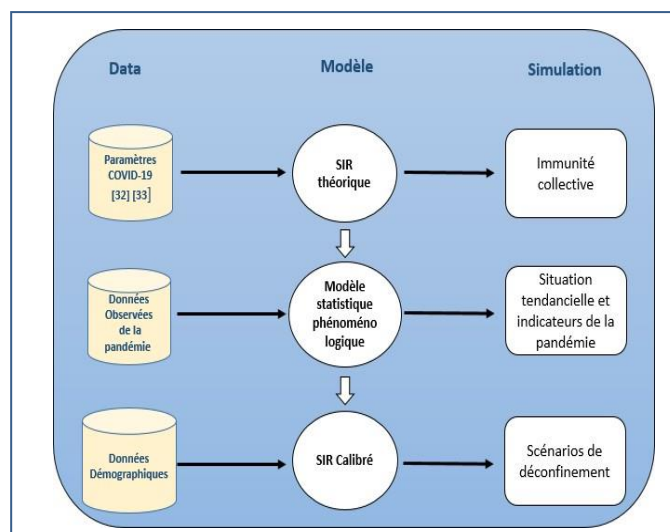 Data
Modèle
Simulation
Paramètres
COVID-19
[32] [33]
SIR
théorique
Immunité
collective
Données
Observées
de la
pandémie
Modèle
statistique
phénoméno
logique
Situation
tendancielle et
indicateurs de la
pandémie
Données
Démographiques
SIR Calibré
Scénarios de
déconfinement